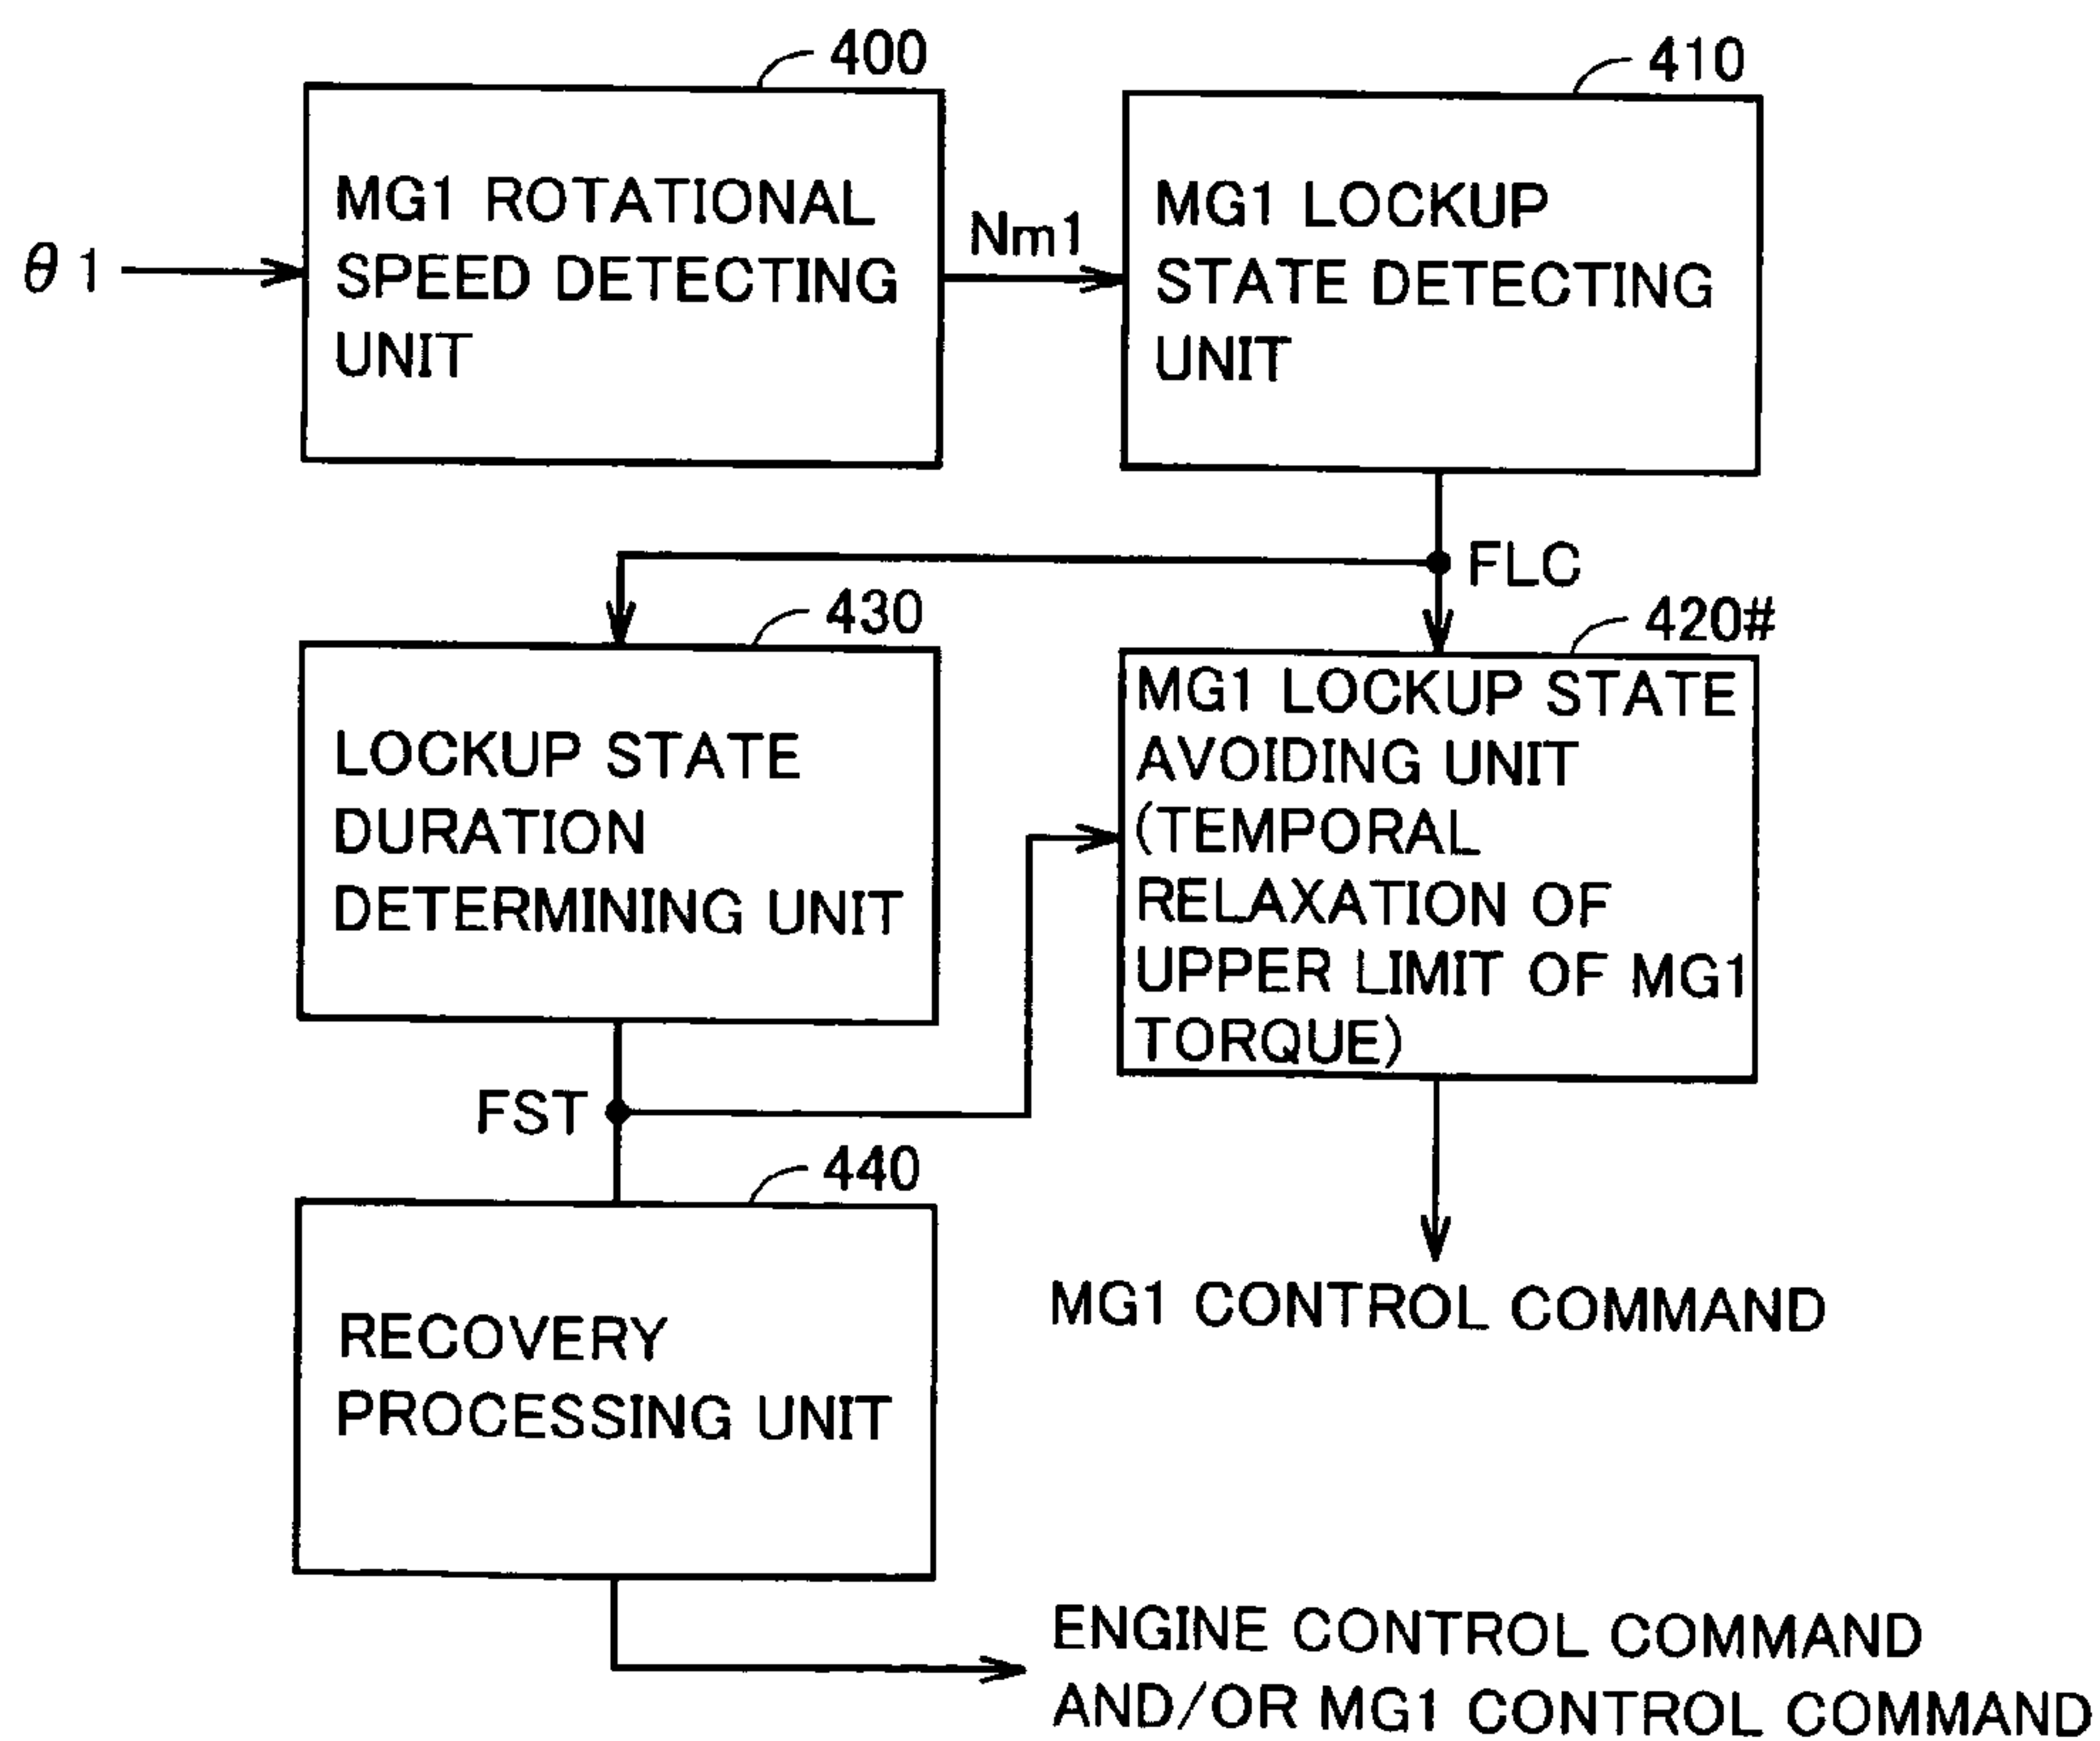 400
410
θ1
MG1 ROTATIONAL
SPEED DETECTING
UNIT
Nm1
MG1 LOCKUP
STATE DETECTING
UNIT
FLC
430
420#
LOCKUP STATE
DURATION
DETERMINING UNIT
MG1 LOCKUP STATE
AVOIDING UNIT
(TEMPORAL
RELAXATION OF
UPPER LIMIT OF MG1
TORQUE)
FST
440
RECOVERY
PROCESSING UNIT
MG1 CONTROL COMMAND
ENGINE CONTROL COMMAND
AND/OR MG1 CONTROL COMMAND